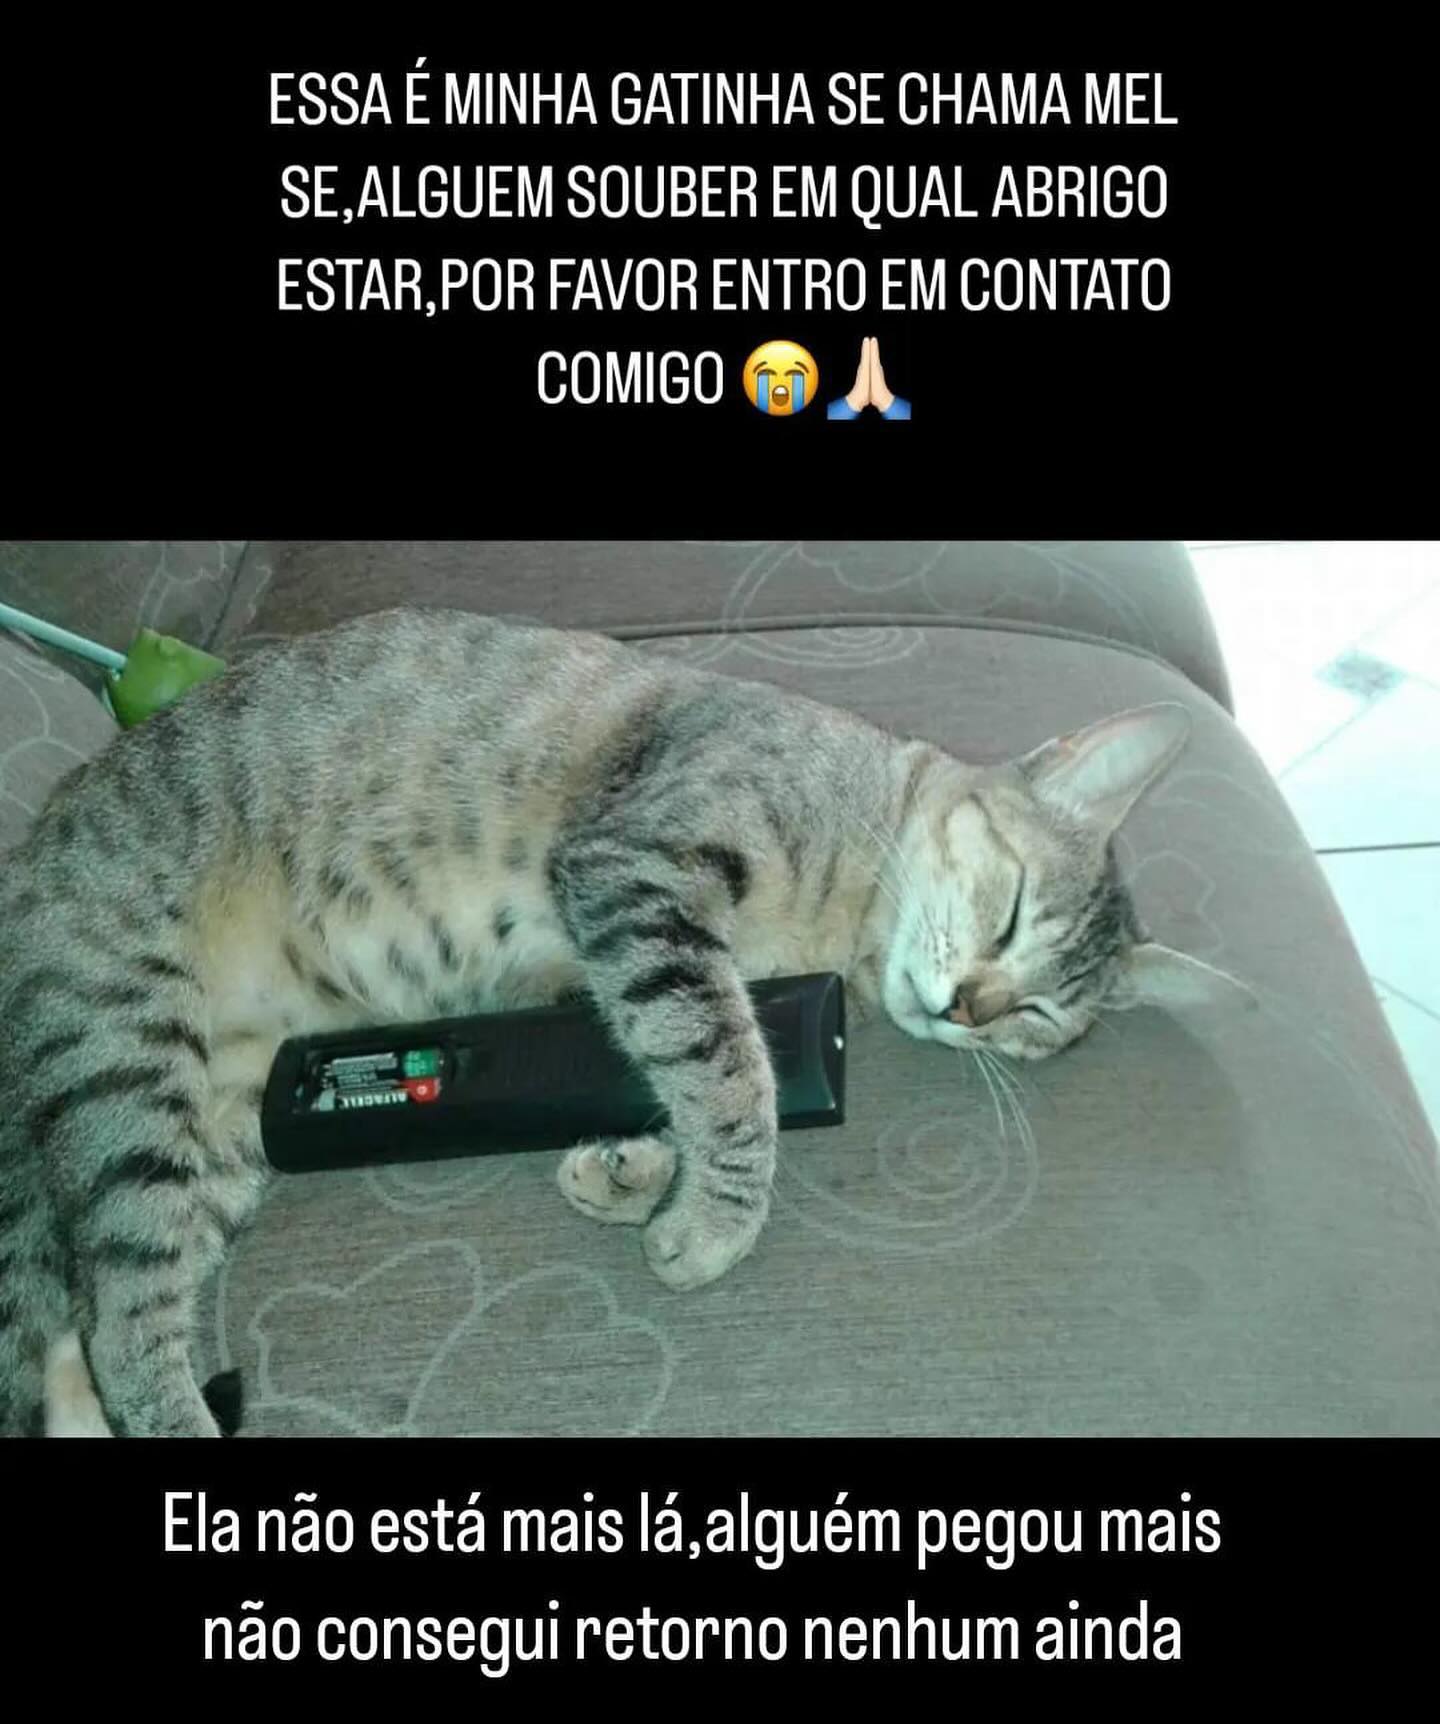 ESSA É MINHA GATINHA SE CHAMA MEL
SE,ALGUEM SOUBER EM QUAL ABRIGO
ESTAR,POR FAVOR ENTRO EM CONTATO
COMIGO 😭🙏🏻
ALFACELL
Ela não está mais lá,alguém pegou mais
não consegui retorno nenhum ainda